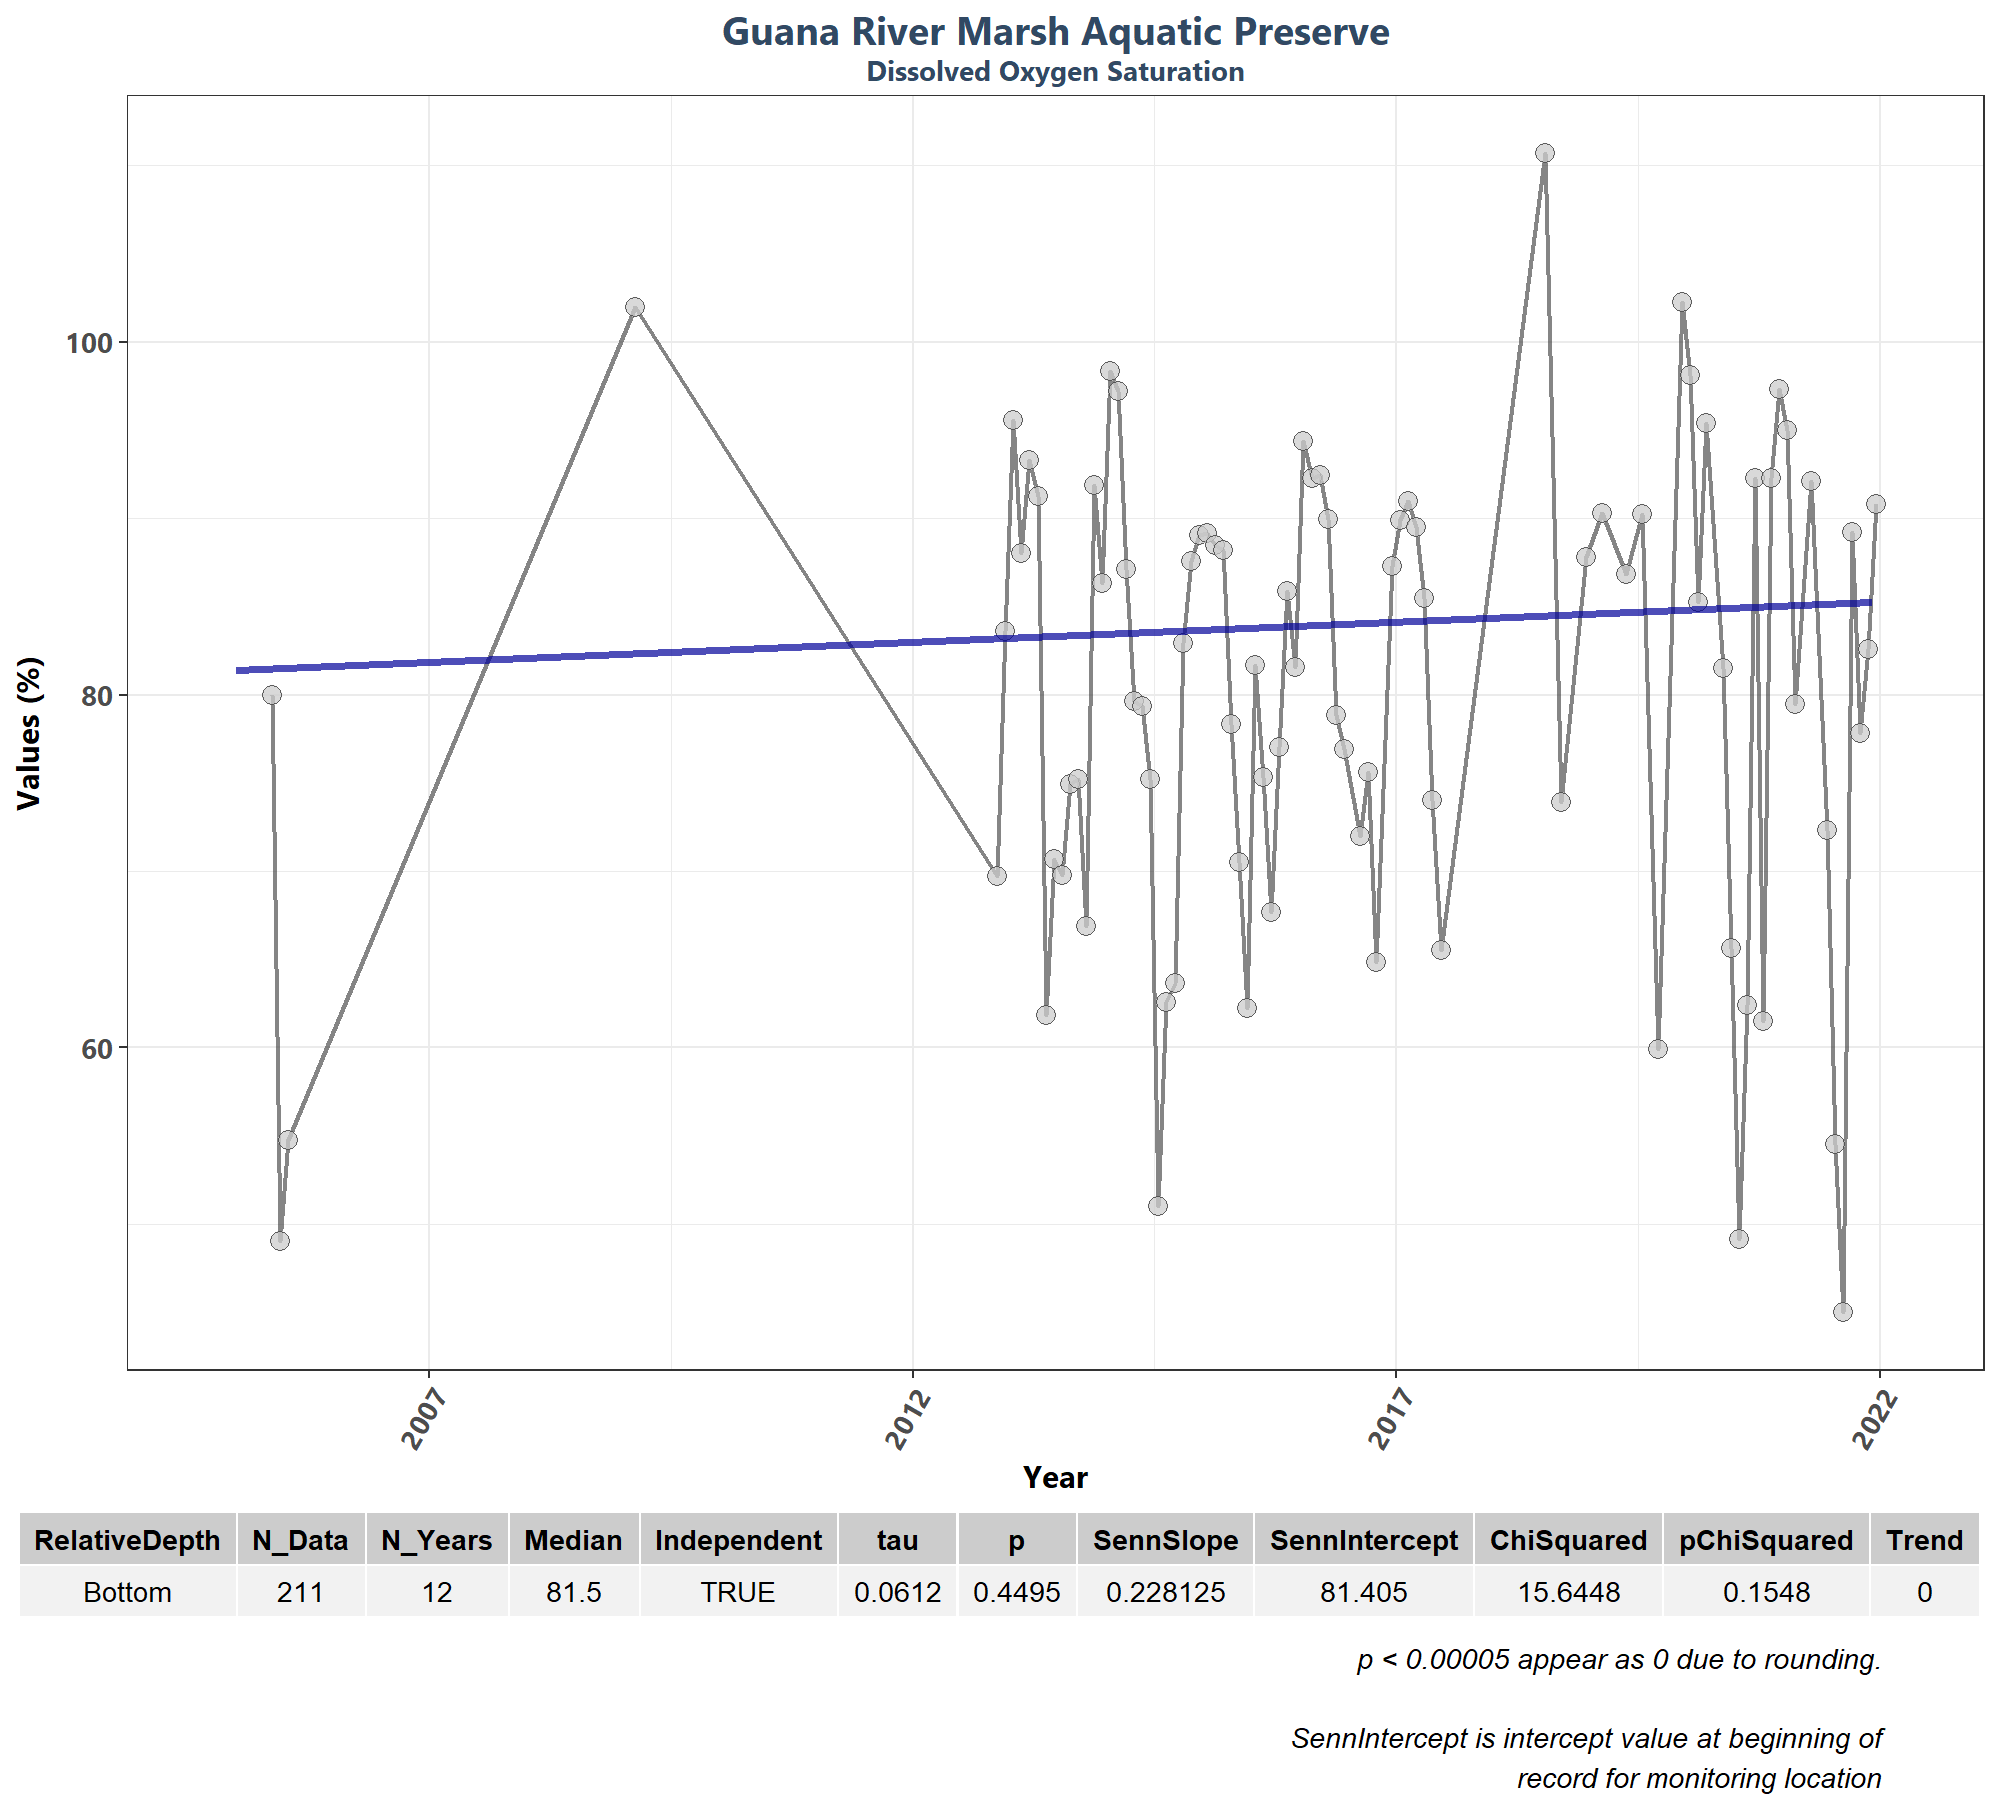 Guana River Marsh Aquatic Preserve
Dissolved Oxygen Saturation
Values (%)
100
80
60
2007 2012 2017 2022
Year
RelativeDepth N_Data N_Years Median Independent tau p SennSlope SennIntercept ChiSquared pChiSquared Trend
Bottom 211 12 81.5 TRUE 0.0612 0.4495 0.228125 81.405 15.6448 0.1548 0
p < 0.00005 appear as 0 due to rounding.
SennIntercept is intercept value at beginning of
record for monitoring location